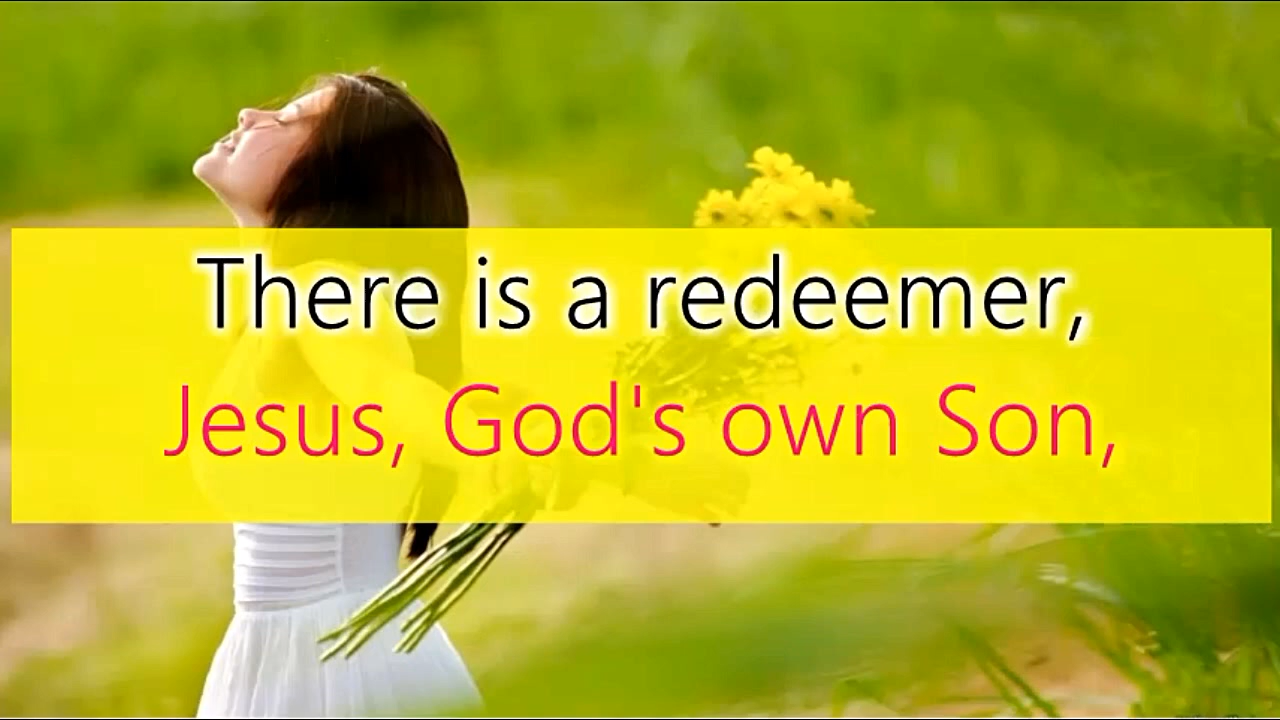 There is a redeemer,
Jesus, God's own Son,